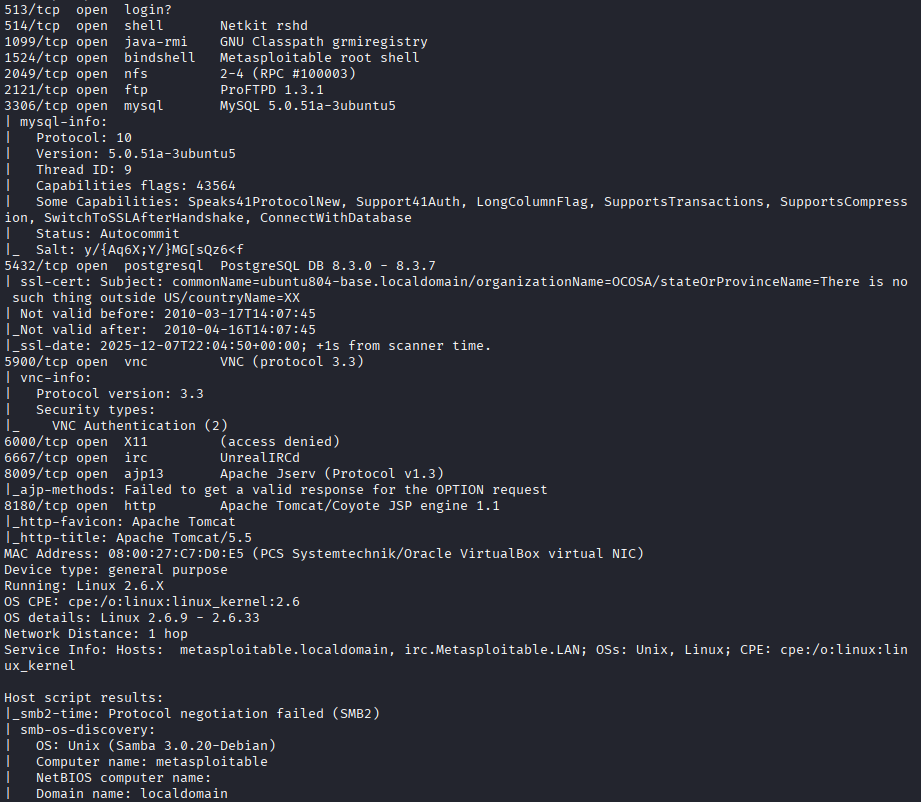 513/tcp  open  login?
514/tcp  open  shell       Netkit rshd
1099/tcp open  java-rmi    GNU Classpath grmiregistry
1524/tcp open  bindshell   Metasploitable root shell
2049/tcp open  nfs         2-4 (RPC #100003)
2121/tcp open  ftp         ProFTPD 1.3.1
3306/tcp open  mysql       MySQL 5.0.51a-3ubuntu5
| mysql-info:
|   Protocol: 10
|   Version: 5.0.51a-3ubuntu5
|   Thread ID: 9
|   Capabilities flags: 43564
|   Some Capabilities: Speaks41ProtocolNew, Support41Auth, LongColumnFlag, SupportsTransactions, SupportsCompress
ion, SwitchToSSLAfterHandshake, ConnectWithDatabase
|   Status: Autocommit
|_  Salt: y/{Aq6X;Y/}MG[sQz6<f
5432/tcp open  postgresql  PostgreSQL DB 8.3.0 - 8.3.7
| ssl-cert: Subject: commonName=ubuntu804-base.localdomain/organizationName=OCOSA/stateOrProvinceName=There is no
 such thing outside US/countryName=XX
| Not valid before: 2010-03-17T14:07:45
|_Not valid after:  2010-04-16T14:07:45
|_ssl-date: 2025-12-07T22:04:50+00:00; +1s from scanner time.
5900/tcp open  vnc         VNC (protocol 3.3)
| vnc-info:
|   Protocol version: 3.3
|   Security types:
|_    VNC Authentication (2)
6000/tcp open  X11         (access denied)
6667/tcp open  irc         UnrealIRCd
8009/tcp open  ajp13       Apache Jserv (Protocol v1.3)
|_ajp-methods: Failed to get a valid response for the OPTION request
8180/tcp open  http        Apache Tomcat/Coyote JSP engine 1.1
|_http-favicon: Apache Tomcat
|_http-title: Apache Tomcat/5.5
MAC Address: 08:00:27:C7:D0:E5 (PCS Systemtechnik/Oracle VirtualBox virtual NIC)
Device type: general purpose
Running: Linux 2.6.X
OS CPE: cpe:/o:linux:linux_kernel:2.6
OS details: Linux 2.6.9 - 2.6.33
Network Distance: 1 hop
Service Info: Hosts:  metasploitable.localdomain, irc.Metasploitable.LAN; OSs: Unix, Linux; CPE: cpe:/o:linux:lin
ux_kernel

Host script results:
|_smb2-time: Protocol negotiation failed (SMB2)
| smb-os-discovery:
|   OS: Unix (Samba 3.0.20-Debian)
|   Computer name: metasploitable
|   NetBIOS computer name:
|   Domain name: localdomain